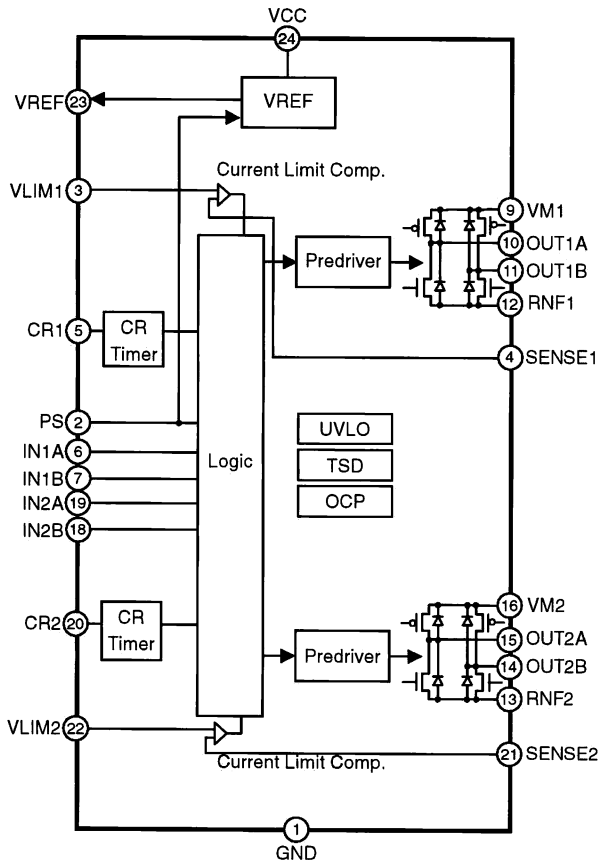 VCC
24
VREF 23
VREF
Current Limit Comp.
VLIM1 3
9 VM1
10 OUT1A
Predriver
11 OUT1B
12 RNF1
CR1 5
CR
Timer
4 SENSE1
PS 2
UVLO
IN1A 6
Logic
TSD
IN1B 7
IN2A 19
OCP
IN2B 18
16 VM2
CR2 20
CR
Timer
15 OUT2A
Predriver
14 OUT2B
13 RNF2
VLIM2 22
21 SENSE2
Current Limit Comp.
1
GND